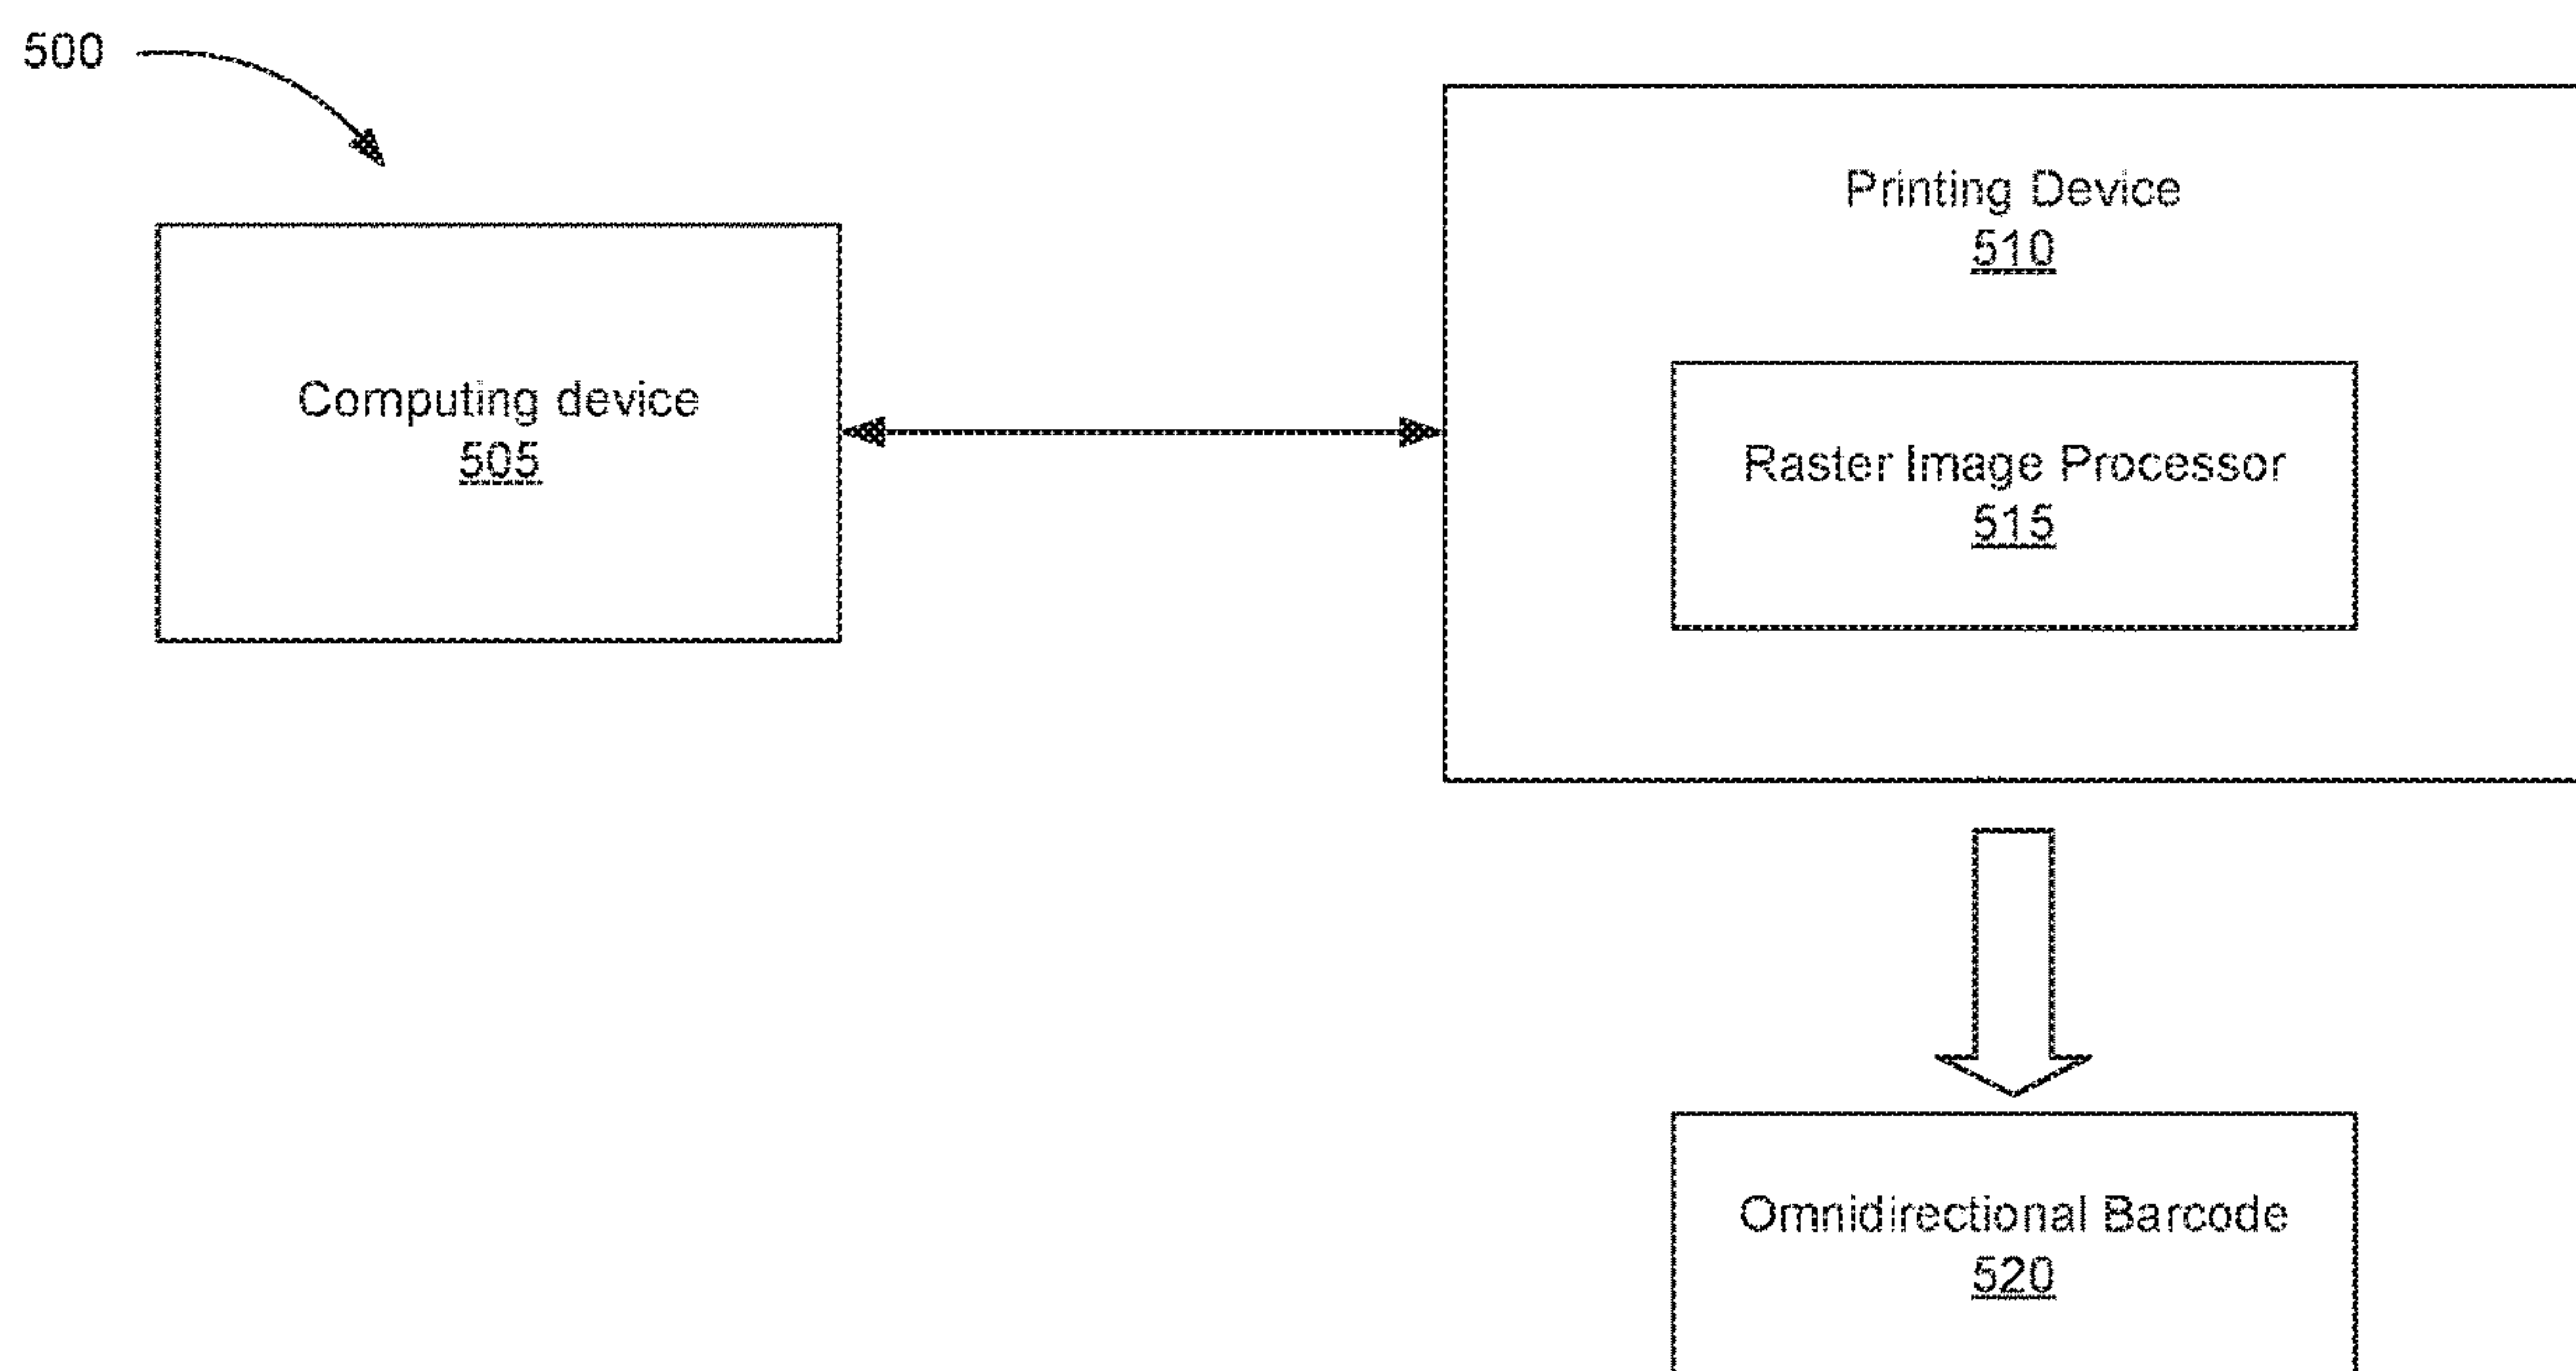 500
Printing Device
510
Computing device
505
Raster Image Processor
515
Omnidirectional Barcode
520